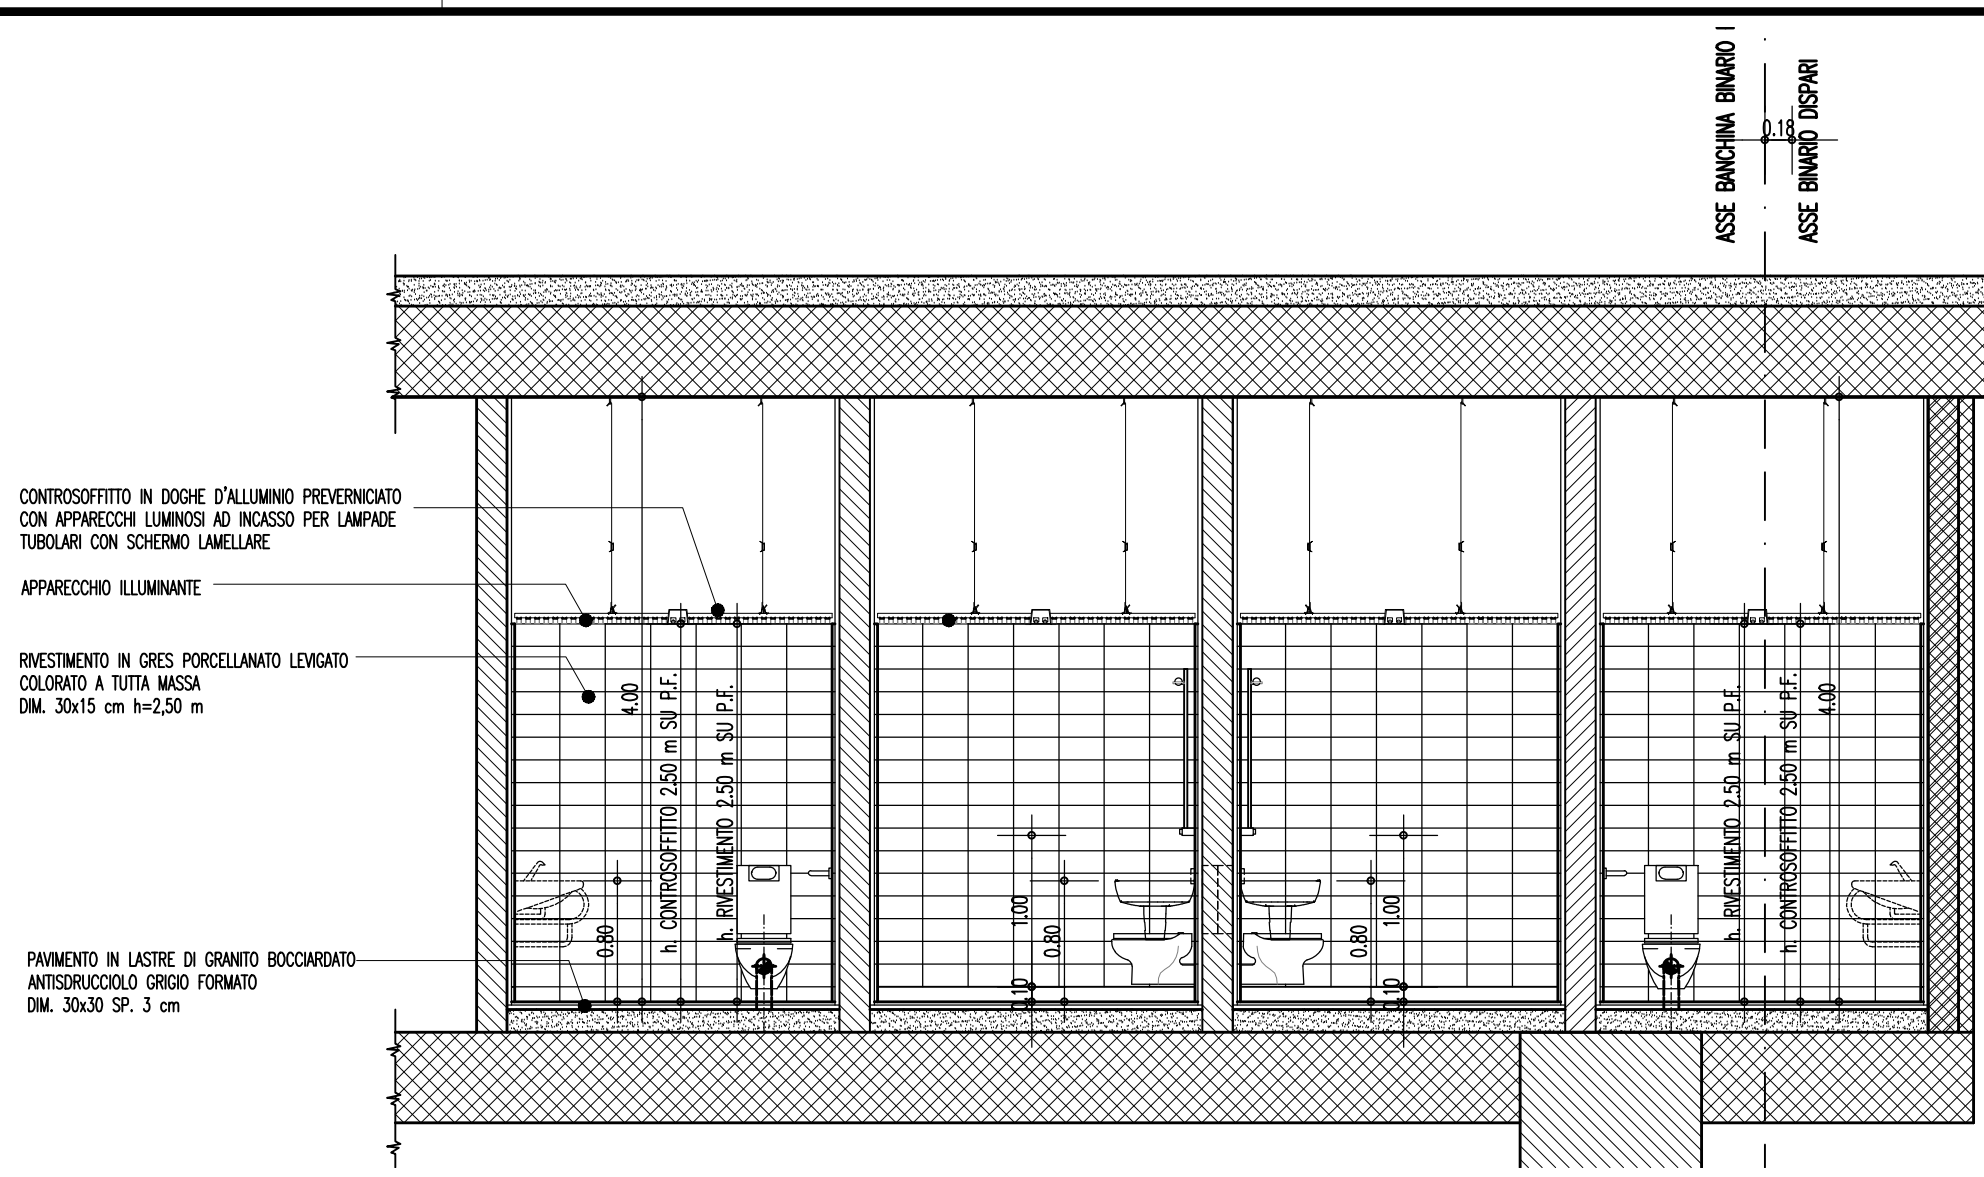 ASSE BANCHINA BINARIO I
0.18
ASSE BINARIO DISPARI
CONTROSOFFITTO IN DOGHE D'ALLUMINIO PREVERNICIATO
CON APPARECCHI LUMINOSI AD INCASSO PER LAMPADE
TUBOLARI CON SCHERMO LAMELLARE
APPARECCHIO ILLUMINANTE
RIVESTIMENTO IN GRES PORCELLANATO LEVIGATO
COLORATO A TUTTA MASSA
DIM. 30x15 cm h=2,50 m
PAVIMENTO IN LASTRE DI GRANITO BOCCIARDATO
ANTISDRUCCIOLO GRIGIO FORMATO
DIM. 30x30 SP. 3 cm
0.80
4.00
h. CONTROSOFFITTO 2.50 m SU P.F.
h. RIVESTIMENTO 2.50 m SU P.F.
1.00
0.10
0.80
0.80
1.00
0.10
h. RIVESTIMENTO 2.50 m SU P.F.
h. CONTROSOFFITTO 2.50 m SU P.F.
4.00